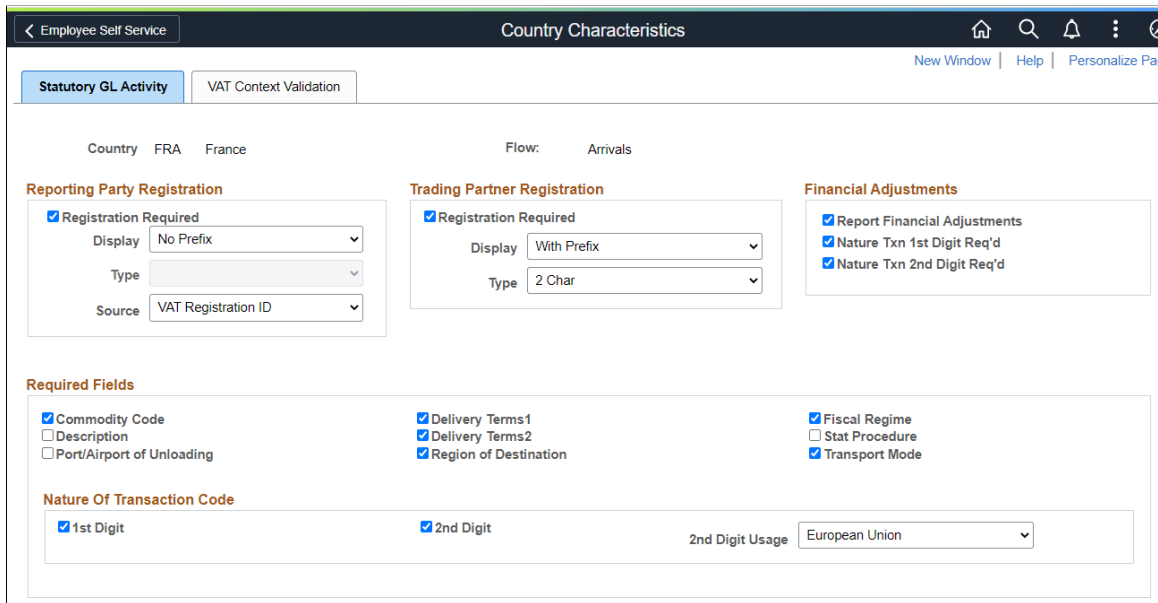 Employee Self Service
Country Characteristics
New Window | Help | Personalize Pa
Statutory GL Activity
VAT Context Validation
Country FRA France Flow: Arrivals
Reporting Party Registration
Registration Required
Display No Prefix
Type
Source VAT Registration ID
Trading Partner Registration
Registration Required
Display With Prefix
Type 2 Char
Financial Adjustments
Report Financial Adjustments
Nature Txn 1st Digit Req'd
Nature Txn 2nd Digit Req'd
Required Fields
Commodity Code
Description
Port/Airport of Unloading
Delivery Terms1
Delivery Terms2
Region of Destination
Fiscal Regime
Stat Procedure
Transport Mode
Nature Of Transaction Code
1st Digit
2nd Digit
2nd Digit Usage European Union